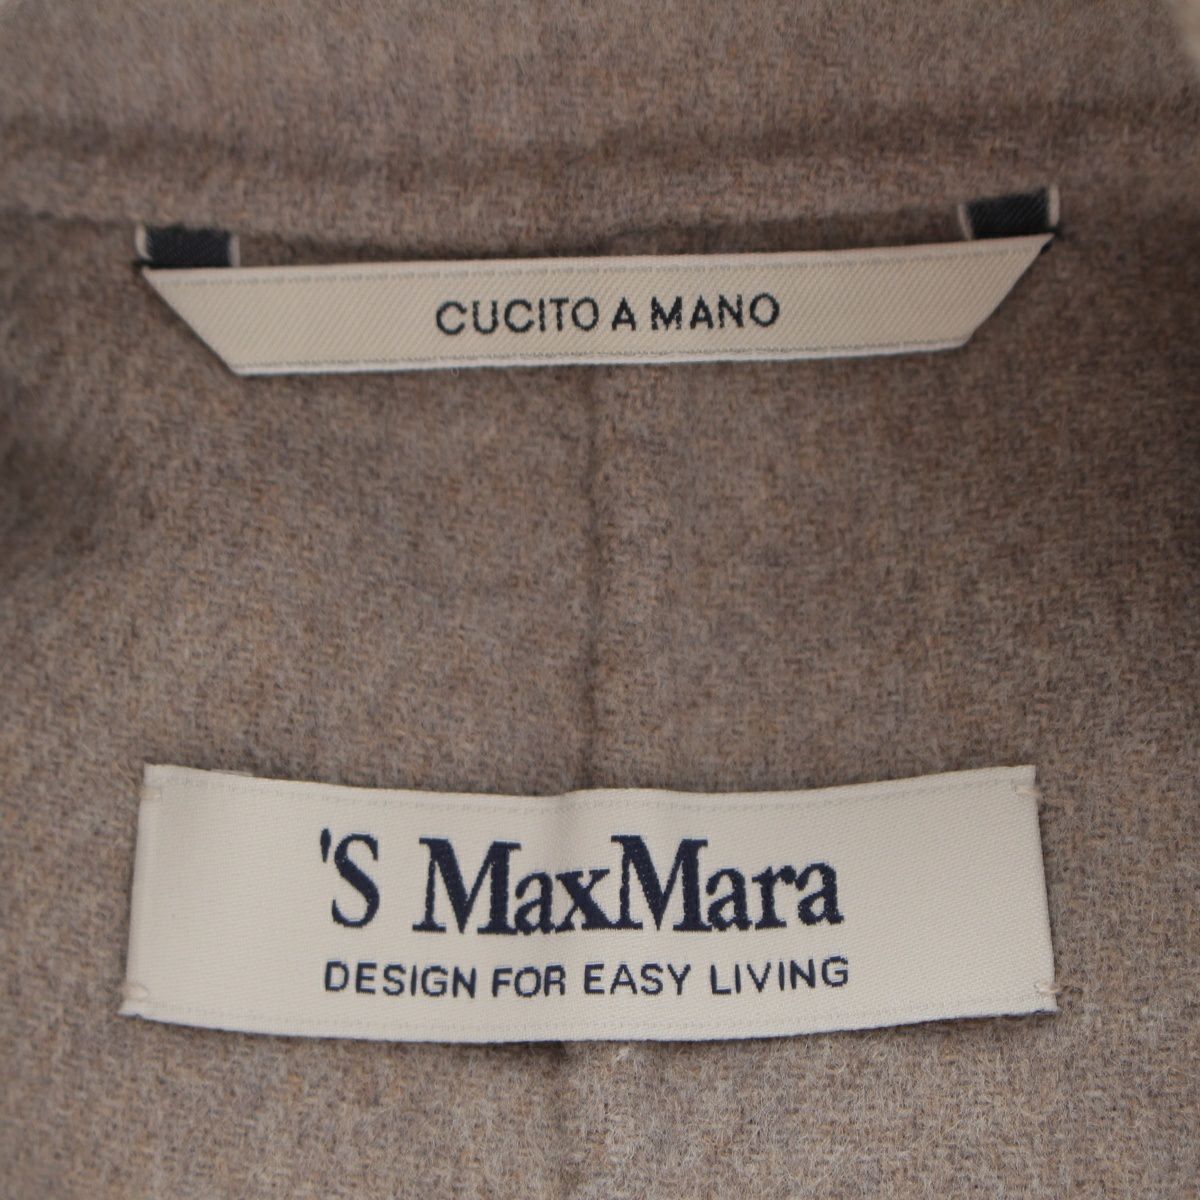 CUCITO A MANO
'S MaxMara
DESIGN FOR EASY LIVING